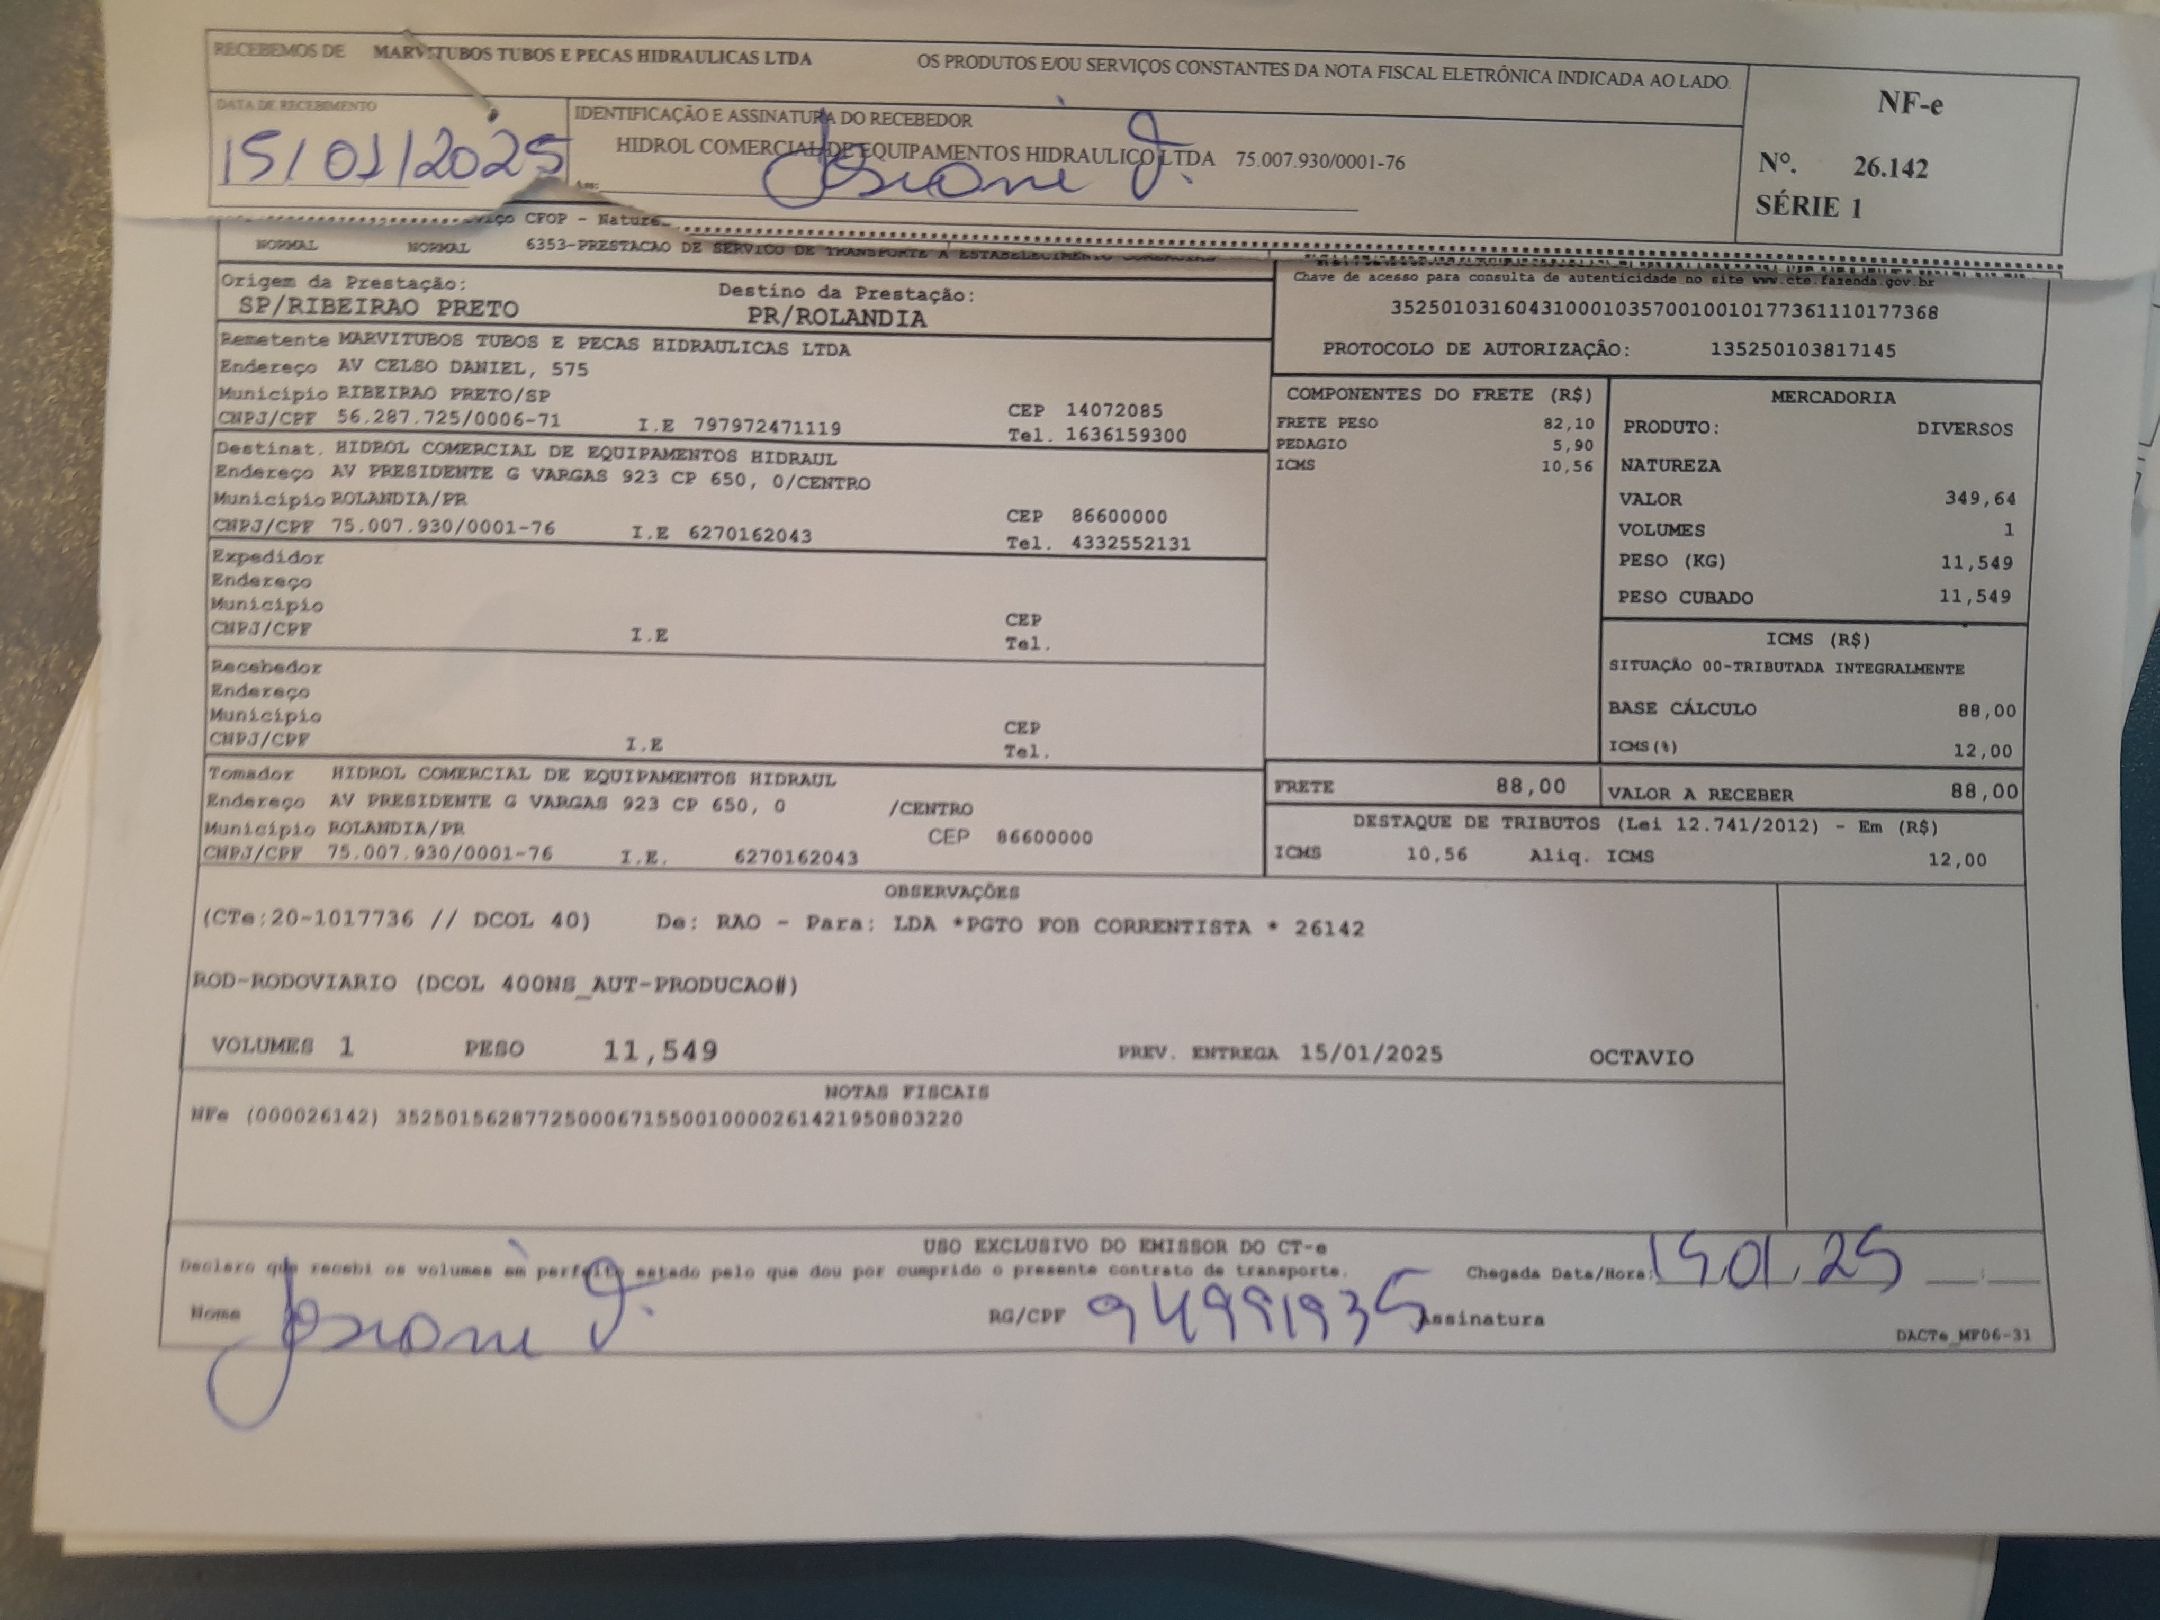 RECEBEMOS DE MARVITUBOS TUBOS E PECAS HIDRAULICAS LTDA OS PRODUTOS E/OU SERVIÇOS CONSTANTES DA NOTA FISCAL ELETRÔNICA INDICADA AO LADO.
DATA DE RECEBIMENTO
15/01/2025
IDENTIFICAÇÃO E ASSINATURA DO RECEBEDOR
HIDROL COMERCIAL DE EQUIPAMENTOS HIDRAULICO LTDA 75.007.930/0001-76
NF-e
Nº. 26.142
SÉRIE 1
CFOP - Nature
NORMAL NORMAL 6353-PRESTACAO DE SERVICO DE TRANSPORTE A ESTABELECIMENTO
Origem da Prestação:
SP/RIBEIRAO PRETO
Destino da Prestação:
PR/ROLANDIA
Chave de acesso para consulta de autenticidade no site www.cte.fazenda.gov.br
35250103160431000103570010010177361110177368
PROTOCOLO DE AUTORIZAÇÃO: 135250103817145
Remetente MARVITUBOS TUBOS E PECAS HIDRAULICAS LTDA
Endereço AV CELSO DANIEL, 575
Município RIBEIRAO PRETO/SP CEP 14072085
CNPJ/CPF 56.287.725/0006-71 I.E 797972471119 Tel. 1636159300
Destinat. HIDROL COMERCIAL DE EQUIPAMENTOS HIDRAUL
Endereço AV PRESIDENTE G VARGAS 923 CP 650, 0/CENTRO
Município ROLANDIA/PR CEP 86600000
CNPJ/CPF 75.007.930/0001-76 I.E 6270162043 Tel. 4332552131
Expedidor
Endereço
Município CEP
CNPJ/CPF I.E Tel.
Recebedor
Endereço
Município CEP
CNPJ/CPF I.E Tel.
Tomador HIDROL COMERCIAL DE EQUIPAMENTOS HIDRAUL
Endereço AV PRESIDENTE G VARGAS 923 CP 650, 0 /CENTRO
Município ROLANDIA/PR CEP 86600000
CNPJ/CPF 75.007.930/0001-76 I.E. 6270162043
COMPONENTES DO FRETE (R$)
FRETE PESO 82,10
PEDAGIO 5,90
ICMS 10,56
MERCADORIA
PRODUTO: DIVERSOS
NATUREZA
VALOR 349,64
VOLUMES 1
PESO (KG) 11,549
PESO CUBADO 11,549
ICMS (R$)
SITUAÇÃO 00-TRIBUTADA INTEGRALMENTE
BASE CÁLCULO 88,00
ICMS(%) 12,00
FRETE 88,00 VALOR A RECEBER 88,00
DESTAQUE DE TRIBUTOS (Lei 12.741/2012) - Em (R$)
ICMS 10,56 Aliq. ICMS 12,00
OBSERVAÇÕES
(CTe:20-1017736 // DCOL 40) De: RAO - Para: LDA *PGTO FOB CORRENTISTA * 26142
ROD-RODOVIARIO (DCOL 400NS_AUT-PRODUCAO#)
VOLUMES 1 PESO 11,549 PREV. ENTREGA 15/01/2025 OCTAVIO
NOTAS FISCAIS
NFe (000026142) 35250156287725000671550010000261421950803220
USO EXCLUSIVO DO EMISSOR DO CT-e
Declaro que recebi os volumes em perfeito estado pelo que dou por cumprido o presente contrato de transporte. Chegada Data/Hora: 15.01.25
Nome RG/CPF 94991935 Assinatura
DACTe_MF06-31